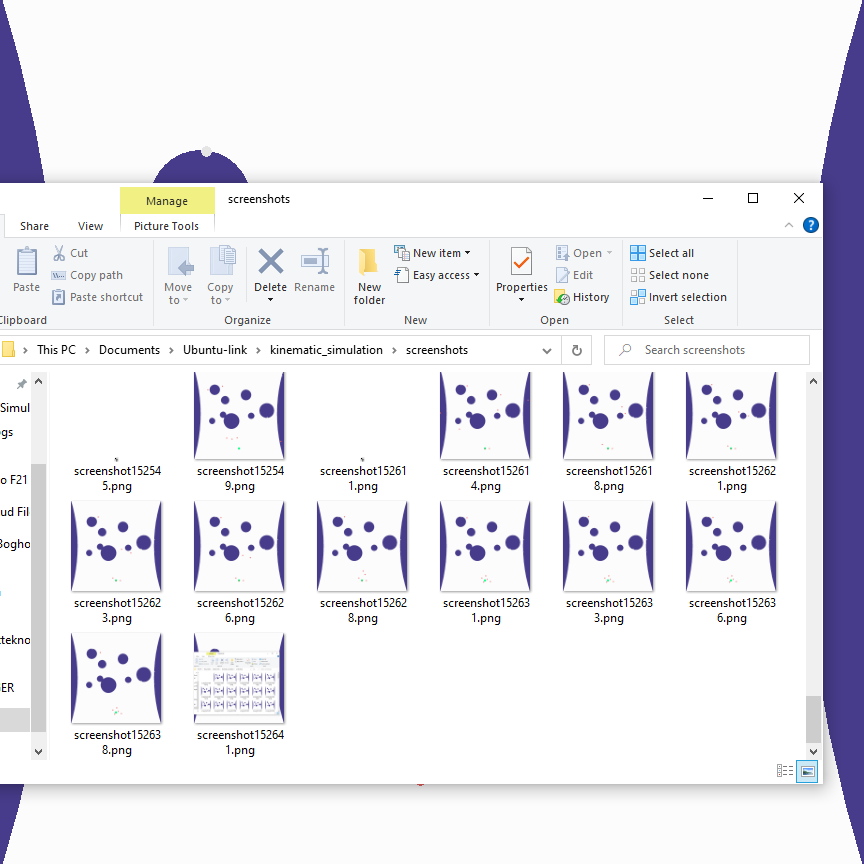 Manage
screenshots
Share
View
Picture Tools
Paste
Cut
Copy path
Paste shortcut
Clipboard
Move to
Copy to
Delete
Rename
Organize
New folder
New item
Easy access
New
Properties
Open
Edit
History
Open
Select all
Select none
Invert selection
Select
This PC > Documents > Ubuntu-link > kinematic_simulation > screenshots
Search screenshots
Simul
gs
o F21
ud Fil
Bogho
tekno
GER
screenshot152545.png
screenshot152549.png
screenshot152611.png
screenshot152614.png
screenshot152618.png
screenshot152621.png
screenshot152623.png
screenshot152626.png
screenshot152628.png
screenshot152631.png
screenshot152633.png
screenshot152636.png
screenshot152638.png
screenshot152641.png